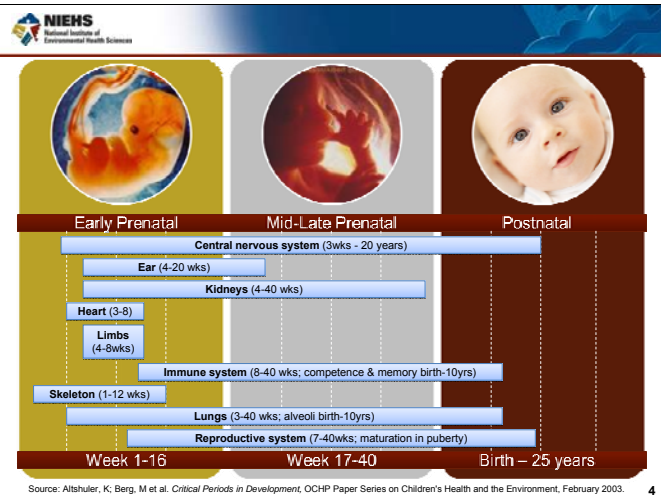 NIEHS
National Institute of
Environmental Health Sciences
Early Prenatal
Mid-Late Prenatal
Postnatal
Central nervous system (3wks - 20 years)
Ear (4-20 wks)
Kidneys (4-40 wks)
Heart (3-8)
Limbs
(4-8wks)
Immune system (8-40 wks; competence & memory birth-10yrs)
Skeleton (1-12 wks)
Lungs (3-40 wks; alveoli birth-10yrs)
Reproductive system (7-40wks; maturation in puberty)
Week 1-16
Week 17-40
Birth – 25 years
Source: Altshuler, K; Berg, M et al. Critical Periods in Development, OCHP Paper Series on Children's Health and the Environment, February 2003.
4